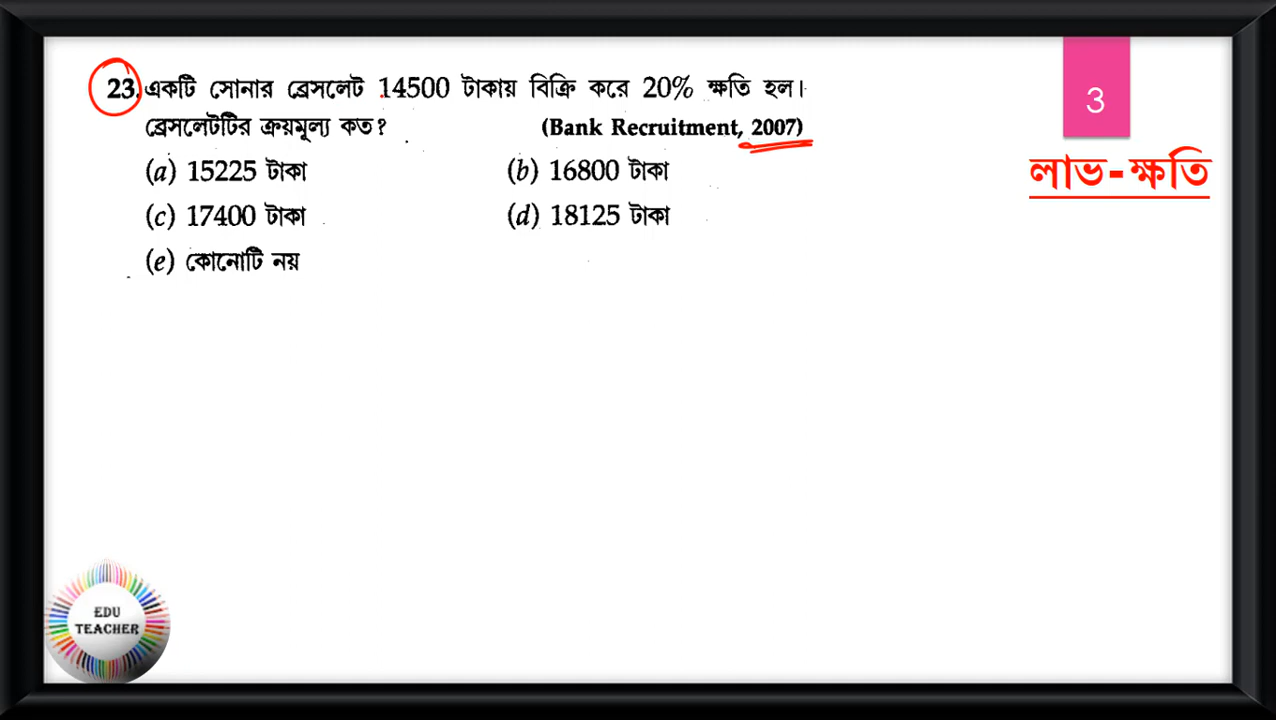 23. একটি সোনার ব্রেসলেট 14500 টাকায় বিক্রি করে 20% ক্ষতি হল।
ব্রেসলেটটির ক্রয়মূল্য কত? (Bank Recruitment, 2007)
(a) 15225 টাকা (b) 16800 টাকা
(c) 17400 টাকা (d) 18125 টাকা
(e) কোনোটি নয়
3
লাভ-ক্ষতি
EDU
TEACHER